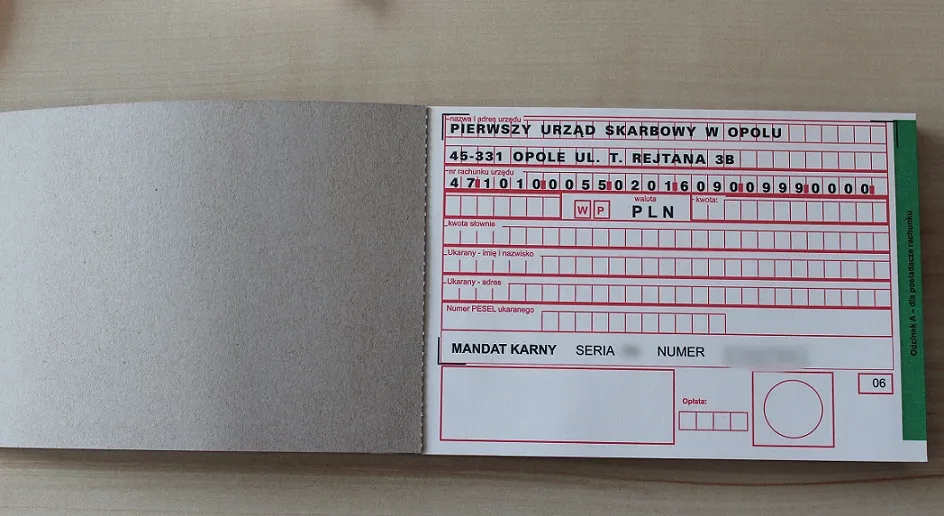 nazwa i adres urzędu
PIERWSZY URZĄD SKARBOWY W OPOLU
45-331 OPOLE UL. T. REJTANA 3B
nr rachunku urzędu
47101000055020160900999900000
W P
waluta
PLN
kwota:
kwota słownie
Ukarany - imię i nazwisko
Ukarany - adres
Numer PESEL ukaranego
MANDAT KARNY SERIA NUMER
06
Opłata:
Odcinek A – dla posiadacza rachunku